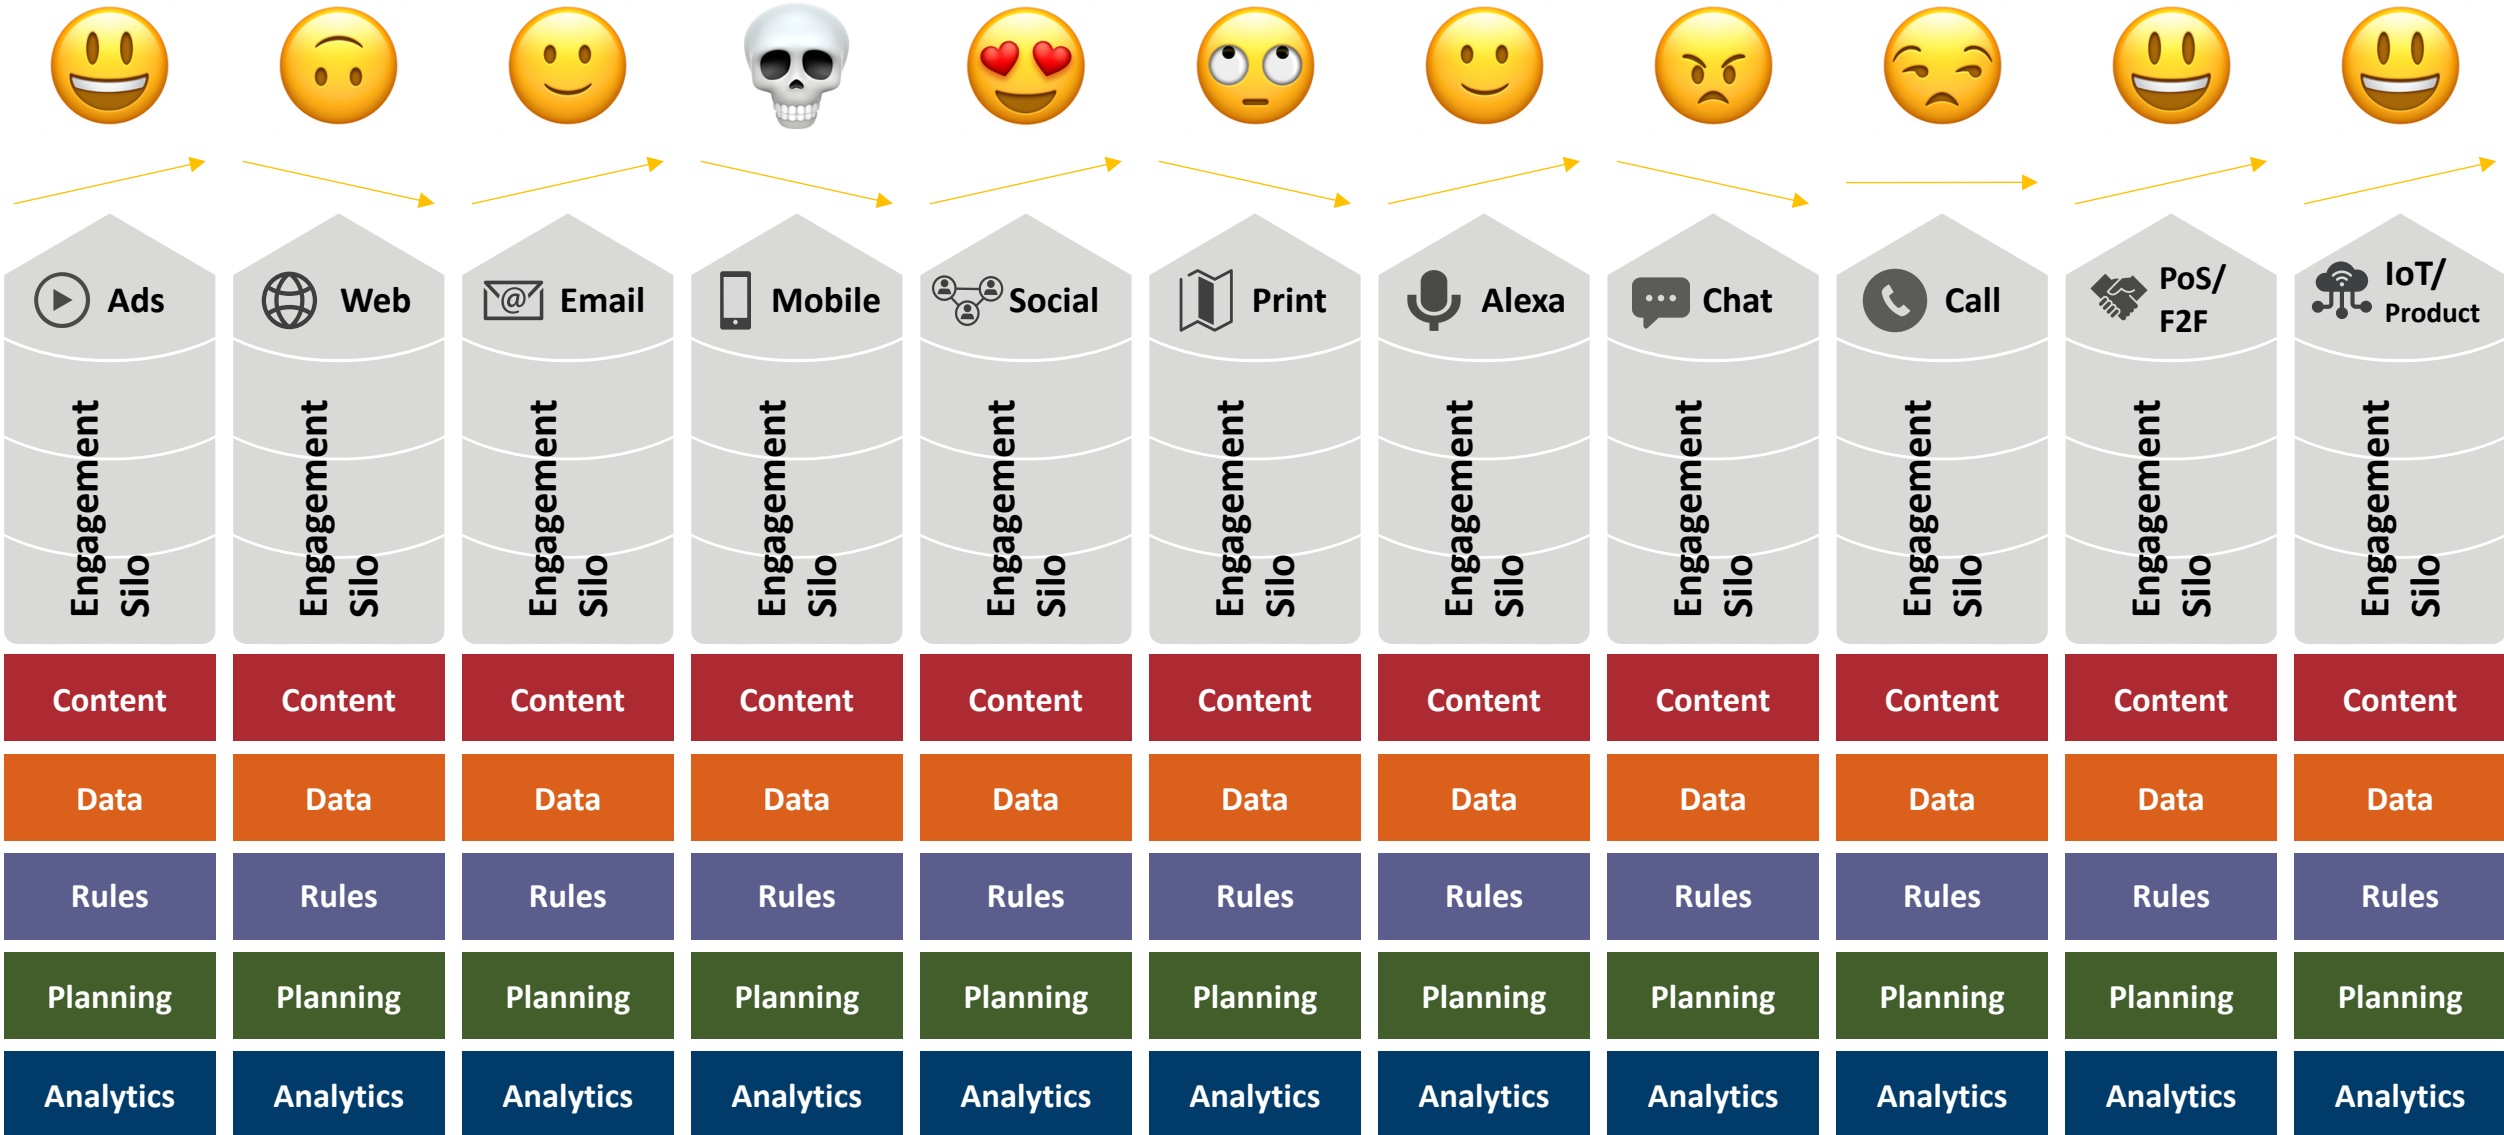 Ads
Web
@
Email
Mobile
Social
Print
Alexa
Chat
Call
PoS/
F2F
IoT/
Product
Engagement
Silo
Engagement
Silo
Engagement
Silo
Engagement
Silo
Engagement
Silo
Engagement
Silo
Engagement
Silo
Engagement
Silo
Engagement
Silo
Engagement
Silo
Engagement
Silo
Content Content Content Content Content Content Content Content Content Content Content
Data Data Data Data Data Data Data Data Data Data Data
Rules Rules Rules Rules Rules Rules Rules Rules Rules Rules Rules
Planning Planning Planning Planning Planning Planning Planning Planning Planning Planning Planning
Analytics Analytics Analytics Analytics Analytics Analytics Analytics Analytics Analytics Analytics Analytics